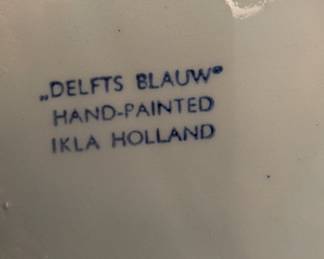 „DELFTS BLAUW"
HAND-PAINTED
IKLA HOLLAND